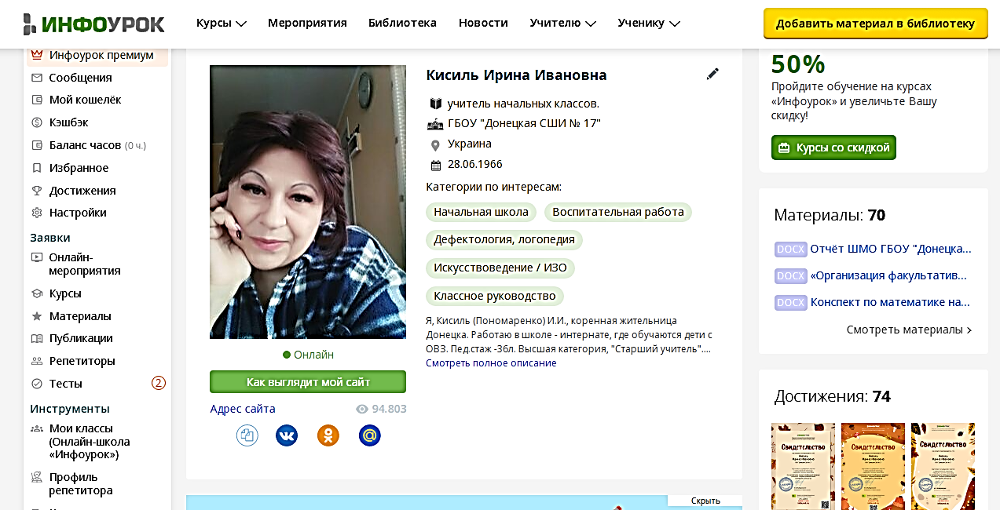 ИНФОУРОК
Курсы
Мероприятия
Библиотека
Новости
Учителю
Ученику
Добавить материал в библиотеку
Инфоурок премиум
Сообщения
Мой кошелёк
Кэшбэк
Баланс часов (0 ч.)
Избранное
Достижения
Настройки
Заявки
Онлайн-
мероприятия
Курсы
Материалы
Публикации
Репетиторы
Тесты 2
Инструменты
Мои классы
(Онлайн-школа
«Инфоурок»)
Профиль
репетитора
Онлайн
Как выглядит мой сайт
Адрес сайта 94.803
Кисиль Ирина Ивановна
учитель начальных классов.
ГБОУ "Донецкая СШИ № 17"
Украина
28.06.1966
Категории по интересам:
Начальная школа
Воспитательная работа
Дефектология, логопедия
Искусствоведение / ИЗО
Классное руководство
Я, Кисиль (Пономаренко) И.И., коренная жительница
Донецка. Работаю в школе - интернате, где обучаются дети с
ОВЗ. Пед.стаж -36л. Высшая категория, "Старший учитель"....
Смотреть полное описание
Скрыть
50%
Пройдите обучение на курсах
«Инфоурок» и увеличьте Вашу
скидку!
Курсы со скидкой
Материалы: 70
DOCX Отчёт ШМО ГБОУ "Донецка...
DOCX «Организация факультатив...
DOCX Конспект по математике на...
Смотреть материалы
Достижения: 74
Свидетельство
Свидетельство
Свидетельство